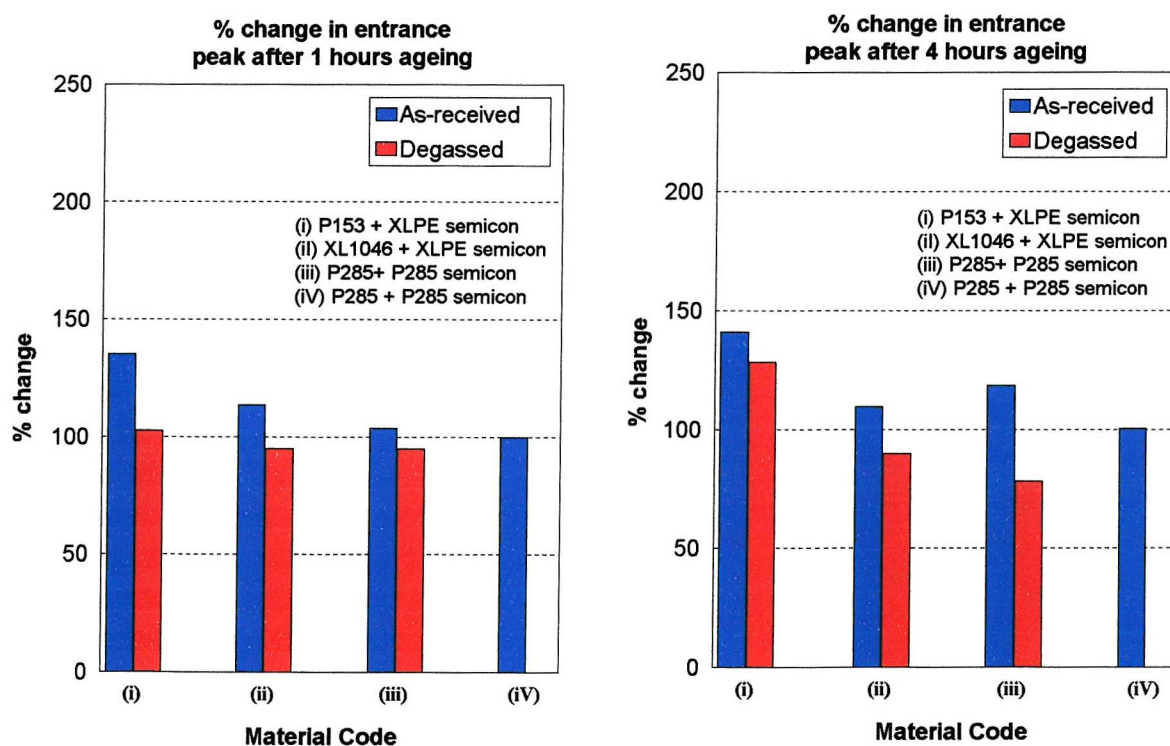 % change in entrance
peak after 1 hours ageing
250
200
150
100
50
0
% change
As-received
Degassed
(i) P153 + XLPE semicon
(ii) XL1046 + XLPE semicon
(iii) P285+ P285 semicon
(iV) P285 + P285 semicon
(i)
(ii)
(iii)
(iV)
Material Code
% change in entrance
peak after 4 hours ageing
250
200
150
100
50
0
% change
As-received
Degassed
(i) P153 + XLPE semicon
(ii) XL1046 + XLPE semicon
(iii) P285+ P285 semicon
(iV) P285 + P285 semicon
(i)
(ii)
(iii)
(iV)
Material Code